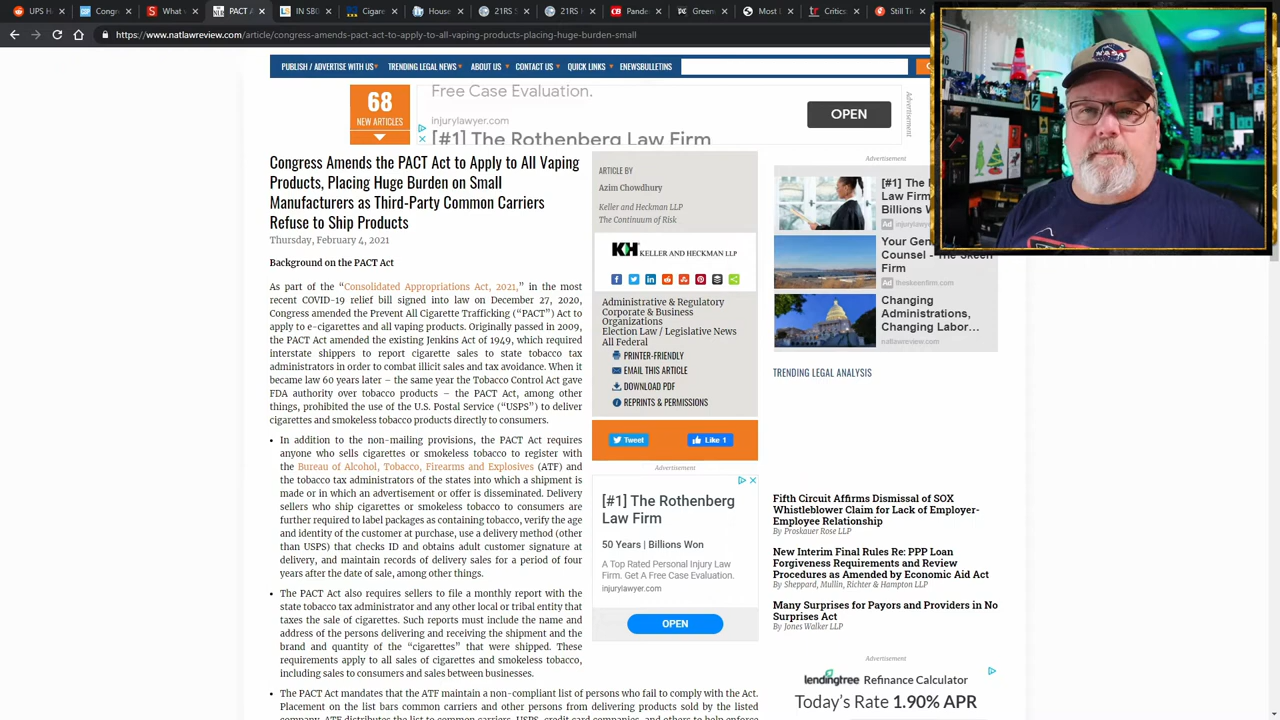 UPS H
Congr
What
PACT A
IN SB
Cigare
Hendri
21RS
21RS
Pande
Green
Most
Critics
Still Ti
https://www.natlawreview.com/article/congress-amends-pact-act-to-apply-to-all-vaping-products-placing-huge-burden-small
PUBLISH / ADVERTISE WITH US
TRENDING LEGAL NEWS
ABOUT US
CONTACT US
QUICK LINKS
ENEWSBULLETINS
68
NEW ARTICLES
Free Case Evaluation.
injurylawyer.com
[#1] The Rothenberg Law Firm
OPEN
Advertisement
Congress Amends the PACT Act to Apply to All Vaping
Products, Placing Huge Burden on Small
Manufacturers as Third-Party Common Carriers
Refuse to Ship Products
Thursday, February 4, 2021
Background on the PACT Act
As part of the “Consolidated Appropriations Act, 2021,” in the most
recent COVID-19 relief bill signed into law on December 27, 2020,
Congress amended the Prevent All Cigarette Trafficking (“PACT”) Act to
apply to e-cigarettes and all vaping products. Originally passed in 2009,
the PACT Act amended the existing Jenkins Act of 1949, which required
interstate shippers to report cigarette sales to state tobacco tax
administrators in order to combat illicit sales and tax avoidance. When it
became law 60 years later – the same year the Tobacco Control Act gave
FDA authority over tobacco products – the PACT Act, among other
things, prohibited the use of the U.S. Postal Service (“USPS”) to deliver
cigarettes and smokeless tobacco products directly to consumers.
• In addition to the non-mailing provisions, the PACT Act requires
anyone who sells cigarettes or smokeless tobacco to register with
the Bureau of Alcohol, Tobacco, Firearms and Explosives (ATF) and
the tobacco tax administrators of the states into which a shipment is
made or in which an advertisement or offer is disseminated. Delivery
sellers who ship cigarettes or smokeless tobacco to consumers are
further required to label packages as containing tobacco, verify the age
and identity of the customer at purchase, use a delivery method (other
than USPS) that checks ID and obtains adult customer signature at
delivery, and maintain records of delivery sales for a period of four
years after the date of sale, among other things.
• The PACT Act also requires sellers to file a monthly report with the
state tobacco tax administrator and any other local or tribal entity that
taxes the sale of cigarettes. Such reports must include the name and
address of the persons delivering and receiving the shipment and the
brand and quantity of the “cigarettes” that were shipped. These
requirements apply to all sales of cigarettes and smokeless tobacco,
including sales to consumers and sales between businesses.
• The PACT Act mandates that the ATF maintain a non-compliant list of persons who fail to comply with the Act.
Placement on the list bars common carriers and other persons from delivering products sold by the listed
company. ATF distributes the list to common carriers, USPS, credit card companies, and others to help enforce
ARTICLE BY
Azim Chowdhury
Keller and Heckman LLP
The Continuum of Risk
KH KELLER AND HECKMAN LLP
Administrative & Regulatory
Corporate & Business
Organizations
Election Law / Legislative News
All Federal
PRINTER-FRIENDLY
EMAIL THIS ARTICLE
DOWNLOAD PDF
REPRINTS & PERMISSIONS
Tweet
Like 1
Advertisement
[#1] The Rothenberg
Law Firm
50 Years | Billions Won
A Top Rated Personal Injury Law
Firm. Get A Free Case Evaluation.
injurylawyer.com
OPEN
Advertisement
[#1] The
Law Firm
Billions W
Ad
Your Gen
Counsel - The Skeen
Firm
Ad theskeenfirm.com
Changing
Administrations,
Changing Labor…
natlawreview.com
TRENDING LEGAL ANALYSIS
Fifth Circuit Affirms Dismissal of SOX
Whistleblower Claim for Lack of Employer-
Employee Relationship
By Proskauer Rose LLP
New Interim Final Rules Re: PPP Loan
Forgiveness Requirements and Review
Procedures as Amended by Economic Aid Act
By Sheppard, Mullin, Richter & Hampton LLP
Many Surprises for Payors and Providers in No
Surprises Act
By Jones Walker LLP
Advertisement
lendingtree Refinance Calculator
Today’s Rate 1.90% APR
NASA